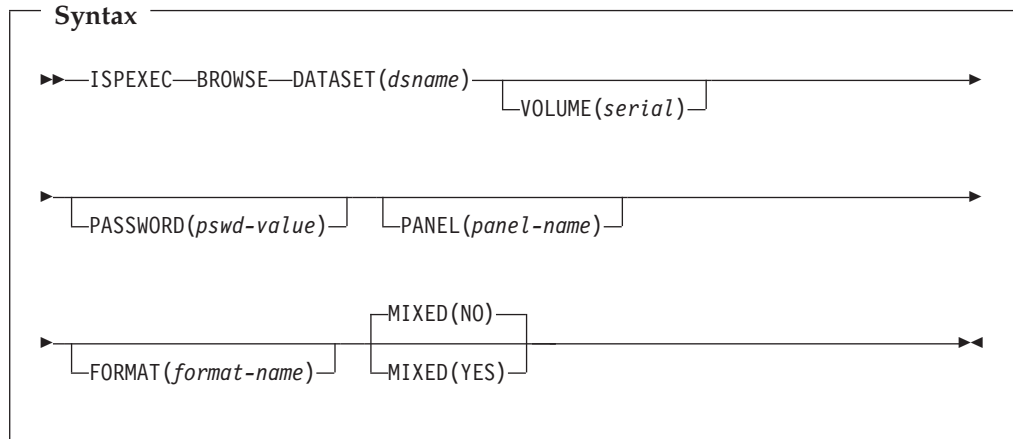 Syntax
ISPEXEC BROWSE DATASET(dsname)
VOLUME(serial)
PASSWORD(pswd-value) PANEL(panel-name)
MIXED(NO)
FORMAT(format-name) MIXED(YES)